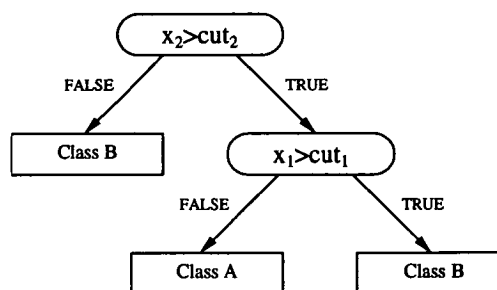 x₂>cut₂
FALSE TRUE
Class B
x₁>cut₁
FALSE TRUE
Class A Class B